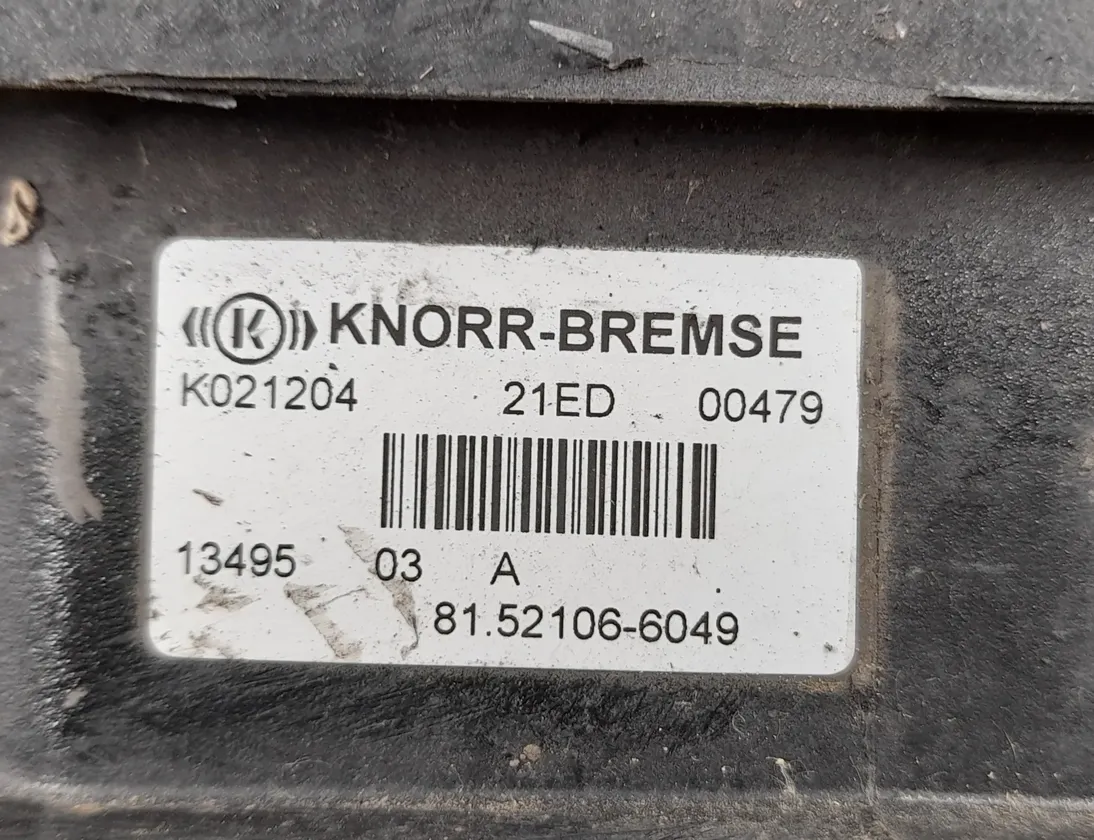 K KNORR-BREMSE
K021204 21ED 00479
13495 03 A
81.52106-6049